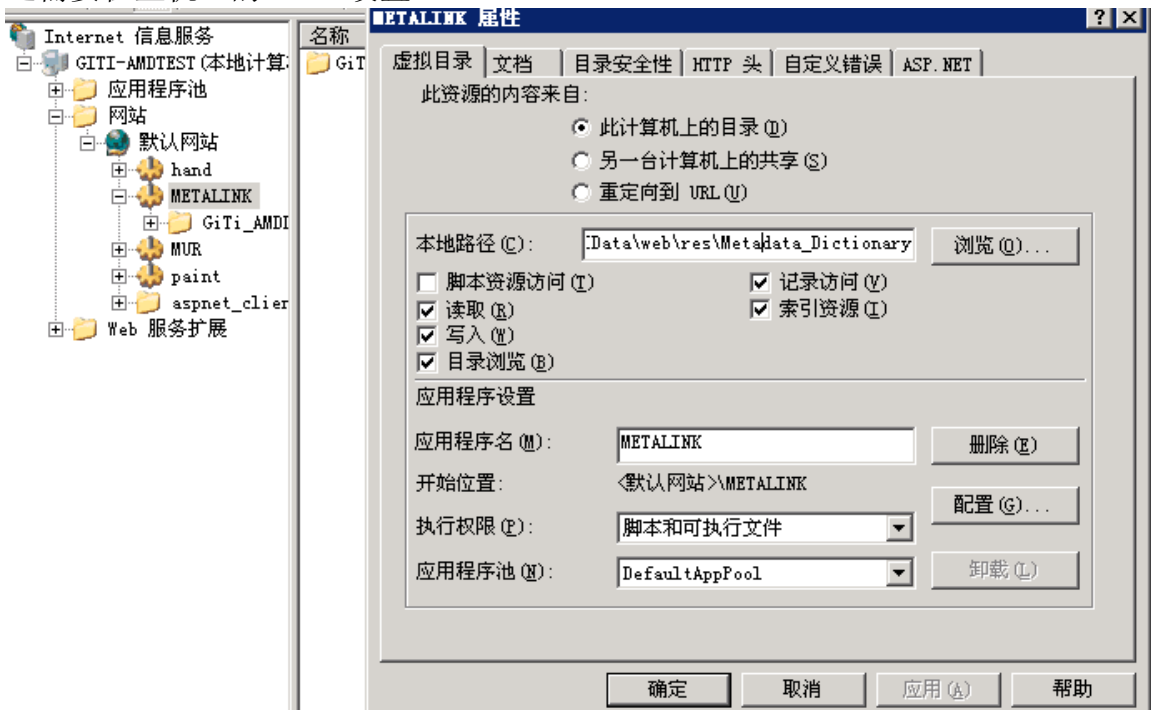 Internet 信息服务
GITI-AMDTEST(本地计算
应用程序池
网站
默认网站
hand
METALINK
GiTi_AMDI
MUR
paint
aspnet_clien
Web 服务扩展
名称
GiT
METALINK 属性
虚拟目录 文档 目录安全性 HTTP 头 自定义错误 ASP.NET
此资源的内容来自:
此计算机上的目录(D)
另一台计算机上的共享(S)
重定向到 URL(U)
本地路径(C): :Data\web\res\Metadata_Dictionary 浏览(O)...
脚本资源访问(T) 记录访问(V)
读取(R) 索引资源(I)
写入(W)
目录浏览(B)
应用程序设置
应用程序名(M): METALINK 删除(E)
开始位置: <默认网站>\METALINK
配置(G)...
执行权限(P): 脚本和可执行文件
应用程序池(N): DefaultAppPool 卸载(L)
确定 取消 应用(A) 帮助